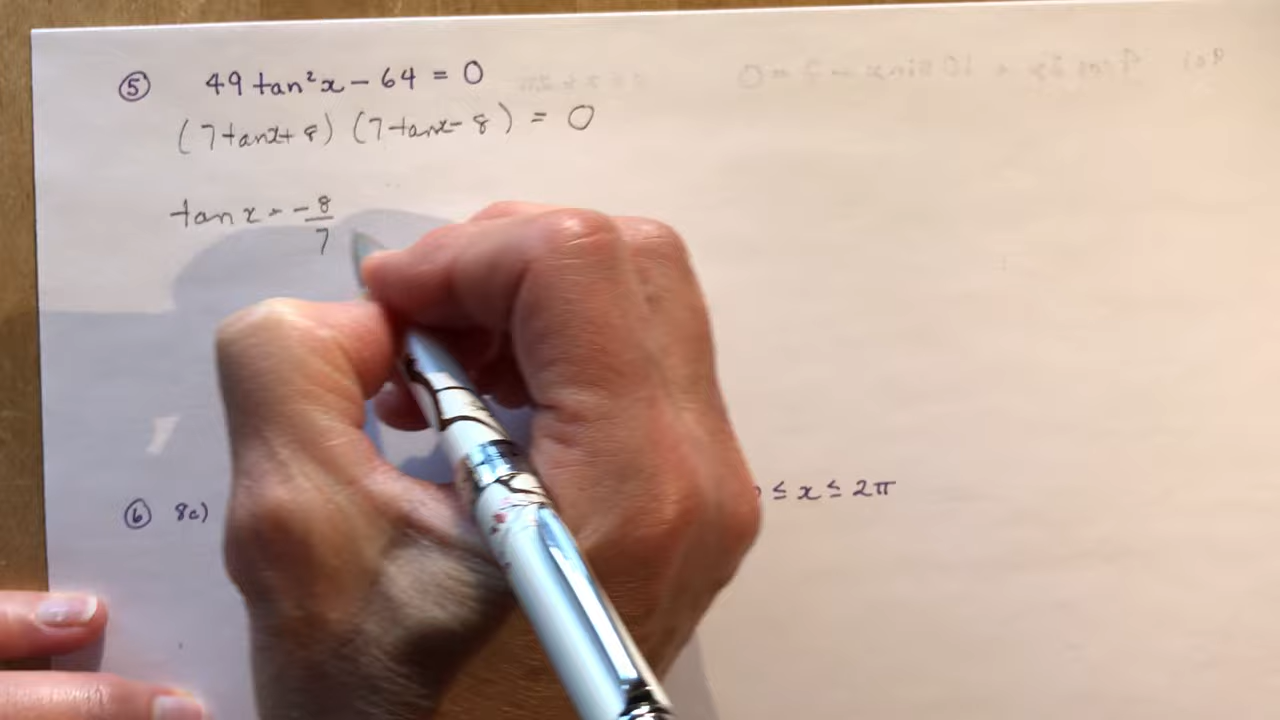 ⑤ 49 tan²x − 64 = 0
(7tanx+8) (7tanx−8) = 0
tan x = −8/7
≤ x ≤ 2π
⑥ 8c)